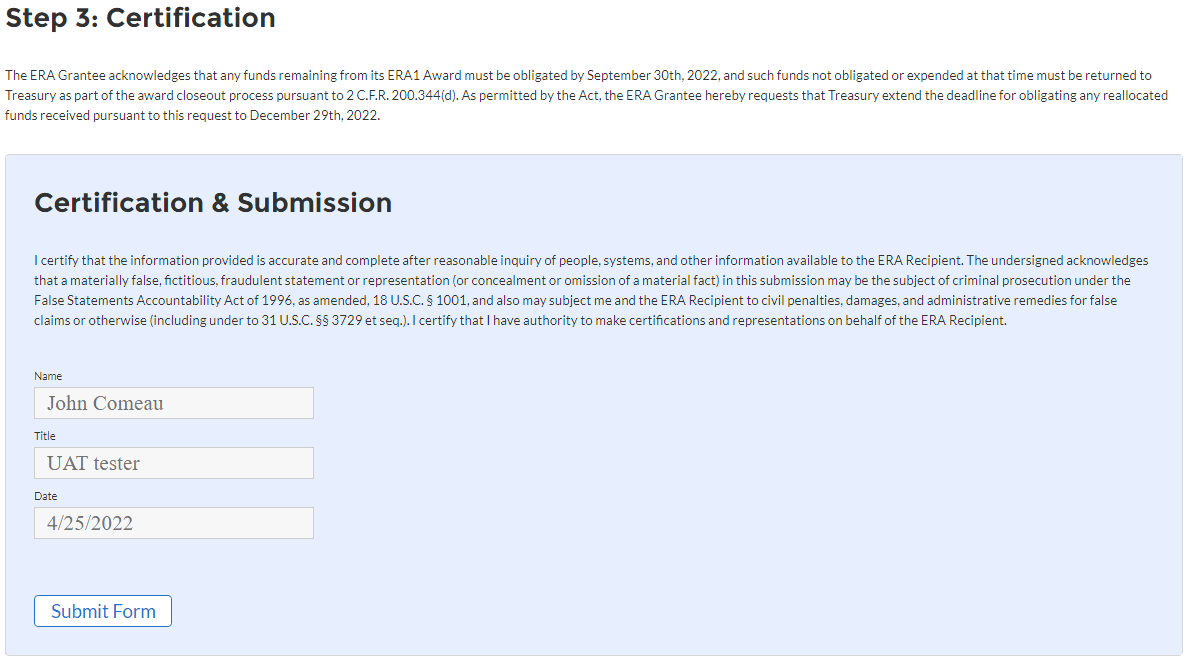 Step 3: Certification
The ERA Grantee acknowledges that any funds remaining from its ERA1 Award must be obligated by September 30th, 2022, and such funds not obligated or expended at that time must be returned to
Treasury as part of the award closeout process pursuant to 2 C.F.R. 200.344(d). As permitted by the Act, the ERA Grantee hereby requests that Treasury extend the deadline for obligating any reallocated
funds received pursuant to this request to December 29th, 2022.
Certification & Submission
I certify that the information provided is accurate and complete after reasonable inquiry of people, systems, and other information available to the ERA Recipient. The undersigned acknowledges
that a materially false, fictitious, fraudulent statement or representation (or concealment or omission of a material fact) in this submission may be the subject of criminal prosecution under the
False Statements Accountability Act of 1996, as amended, 18 U.S.C. § 1001, and also may subject me and the ERA Recipient to civil penalties, damages, and administrative remedies for false
claims or otherwise (including under to 31 U.S.C. §§ 3729 et seq.). I certify that I have authority to make certifications and representations on behalf of the ERA Recipient.
Name
John Comeau
Title
UAT tester
Date
4/25/2022
Submit Form